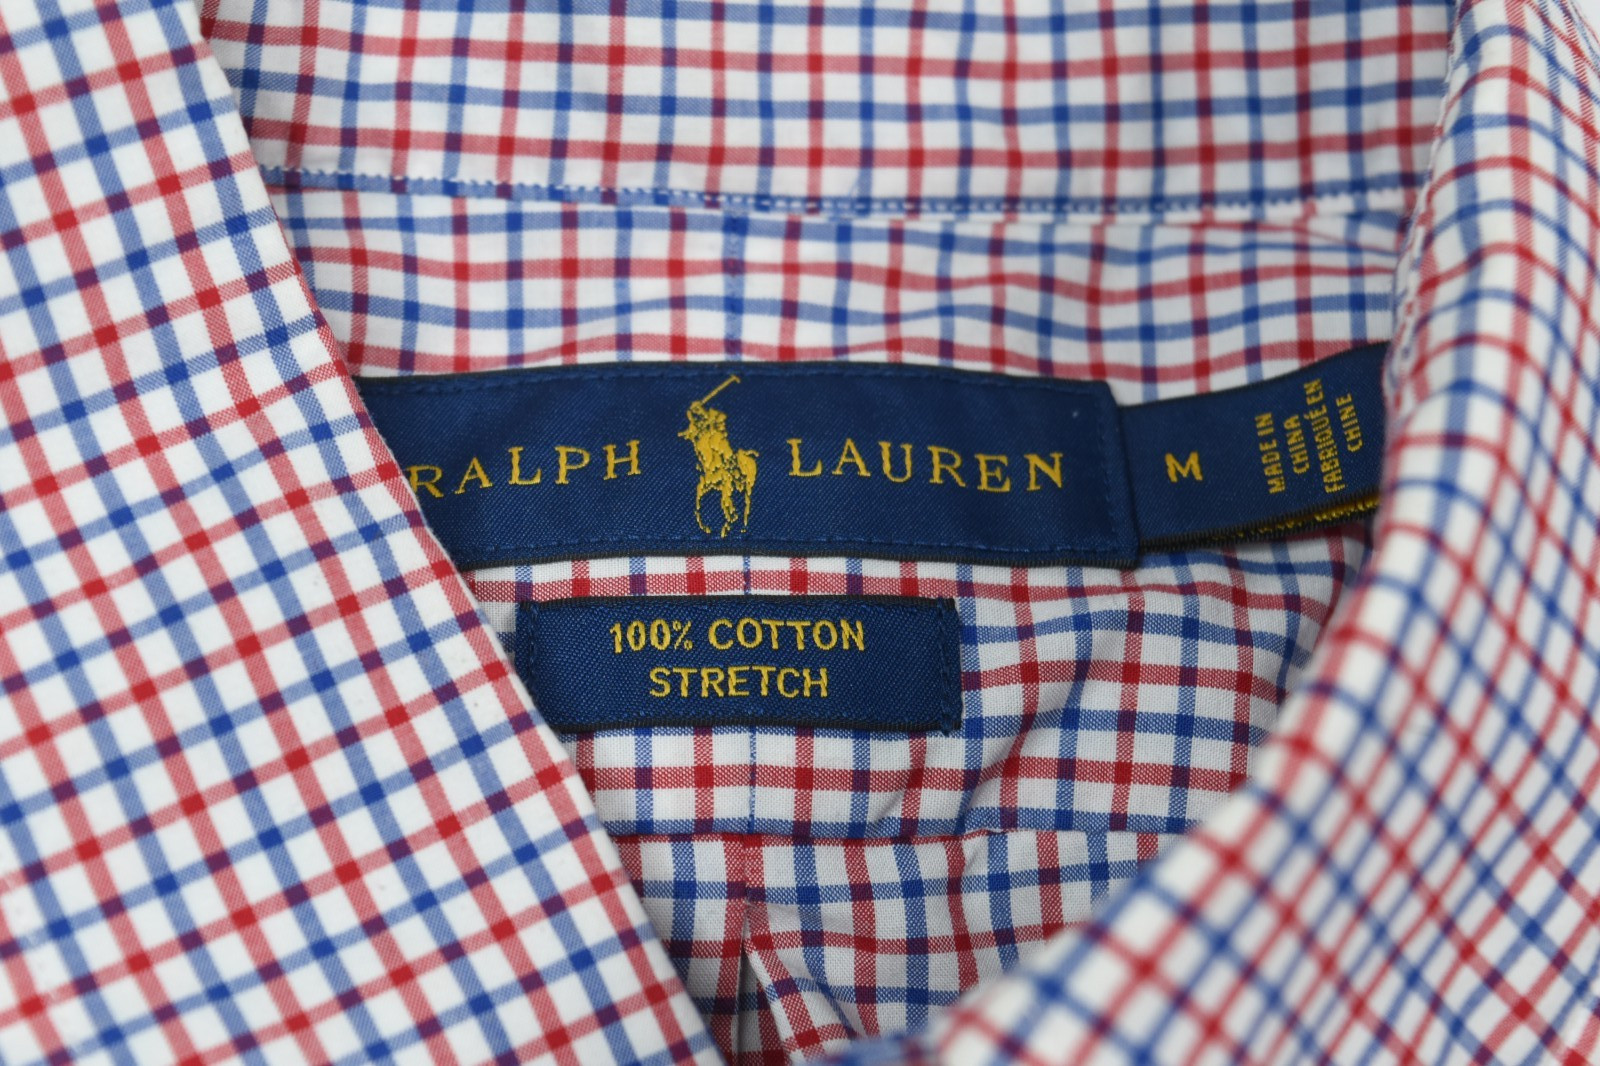 RALPH LAUREN
M
MADE IN
CHINA
FABRIQUÉ EN
CHINE
100% COTTON
STRETCH